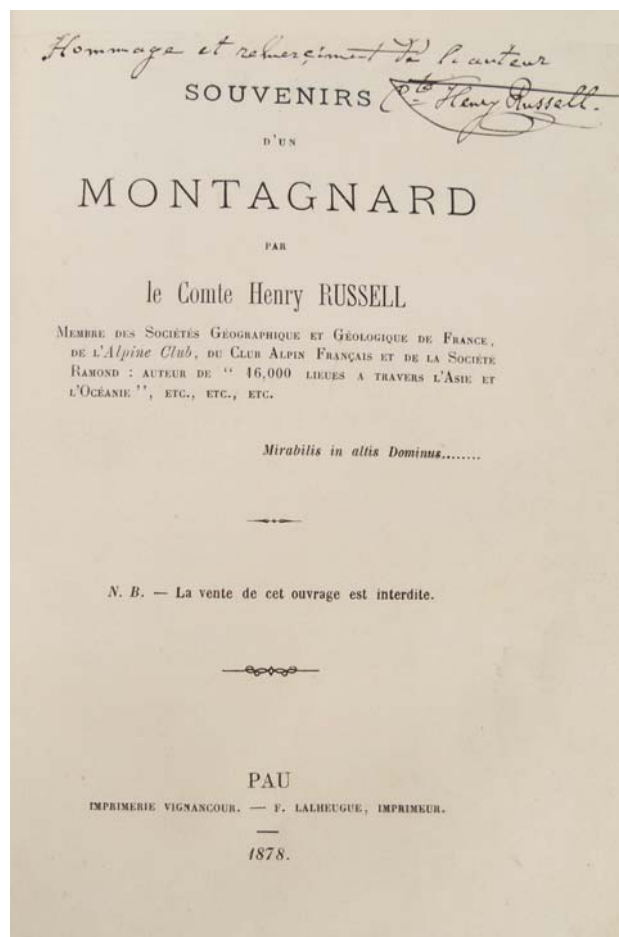 Hommage et remerciment de l'auteur
SOUVENIRS
Cte Henry Russell.
D'UN
MONTAGNARD
PAR
le Comte Henry RUSSELL
MEMBRE DES SOCIÉTÉS GÉOGRAPHIQUE ET GÉOLOGIQUE DE FRANCE,
DE L'Alpine Club, DU CLUB ALPIN FRANÇAIS ET DE LA SOCIÉTÉ
RAMOND : AUTEUR DE “ 16,000 LIEUES A TRAVERS L'ASIE ET
L'OCÉANIE ”, ETC., ETC., ETC.
Mirabilis in altis Dominus........
N. B. — La vente de cet ouvrage est interdite.
PAU
IMPRIMERIE VIGNANCOUR. — F. LALHEUGUE, IMPRIMEUR.
1878.